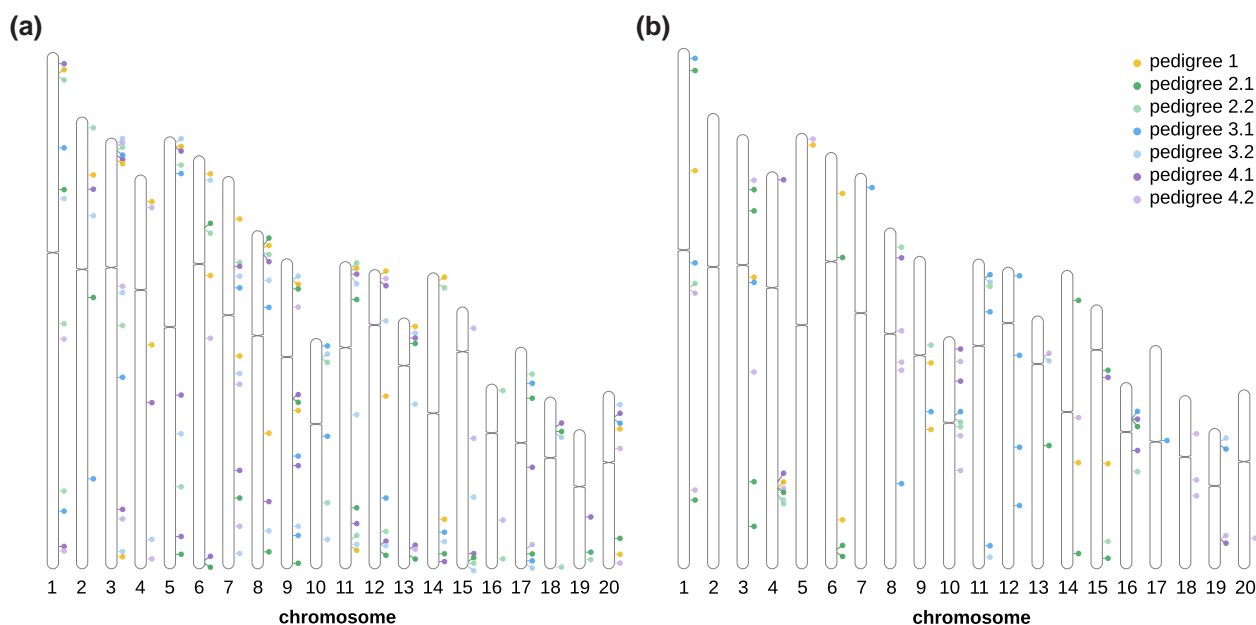 (a)
(b)
pedigree 1
pedigree 2.1
pedigree 2.2
pedigree 3.1
pedigree 3.2
pedigree 4.1
pedigree 4.2
1 2 3 4 5 6 7 8 9 10 11 12 13 14 15 16 17 18 19 20
1 2 3 4 5 6 7 8 9 10 11 12 13 14 15 16 17 18 19 20
chromosome
chromosome